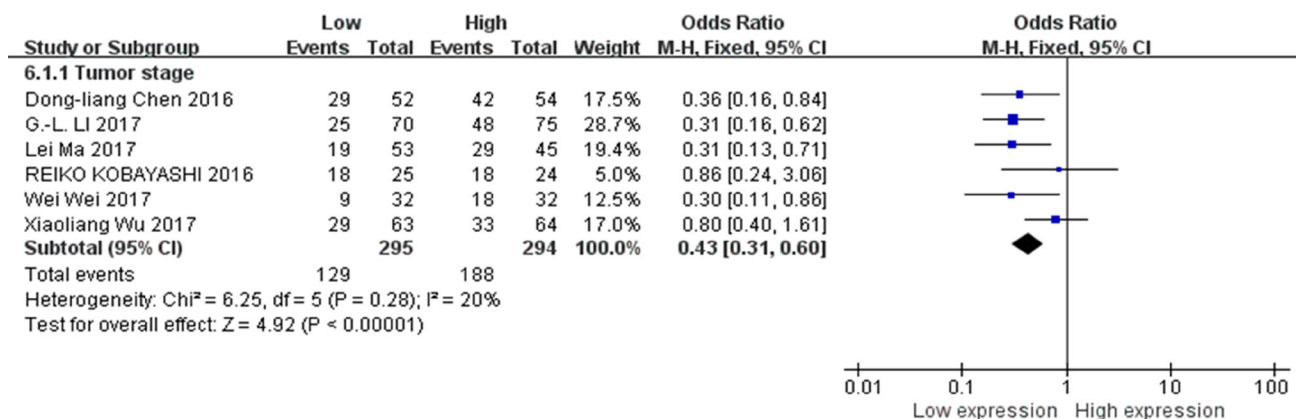 Low High Odds Ratio Odds Ratio
Study or Subgroup Events Total Events Total Weight M-H, Fixed, 95% CI M-H, Fixed, 95% CI
6.1.1 Tumor stage
Dong-liang Chen 2016 29 52 42 54 17.5% 0.36 [0.16, 0.84]
G.-L. LI 2017 25 70 48 75 28.7% 0.31 [0.16, 0.62]
Lei Ma 2017 19 53 29 45 19.4% 0.31 [0.13, 0.71]
REIKO KOBAYASHI 2016 18 25 18 24 5.0% 0.86 [0.24, 3.06]
Wei Wei 2017 9 32 18 32 12.5% 0.30 [0.11, 0.86]
Xiaoliang Wu 2017 29 63 33 64 17.0% 0.80 [0.40, 1.61]
Subtotal (95% CI) 295 294 100.0% 0.43 [0.31, 0.60]
Total events 129 188
Heterogeneity: Chi² = 6.25, df = 5 (P = 0.28); I² = 20%
Test for overall effect: Z = 4.92 (P < 0.00001)
0.01 0.1 1 10 100
Low expression High expression